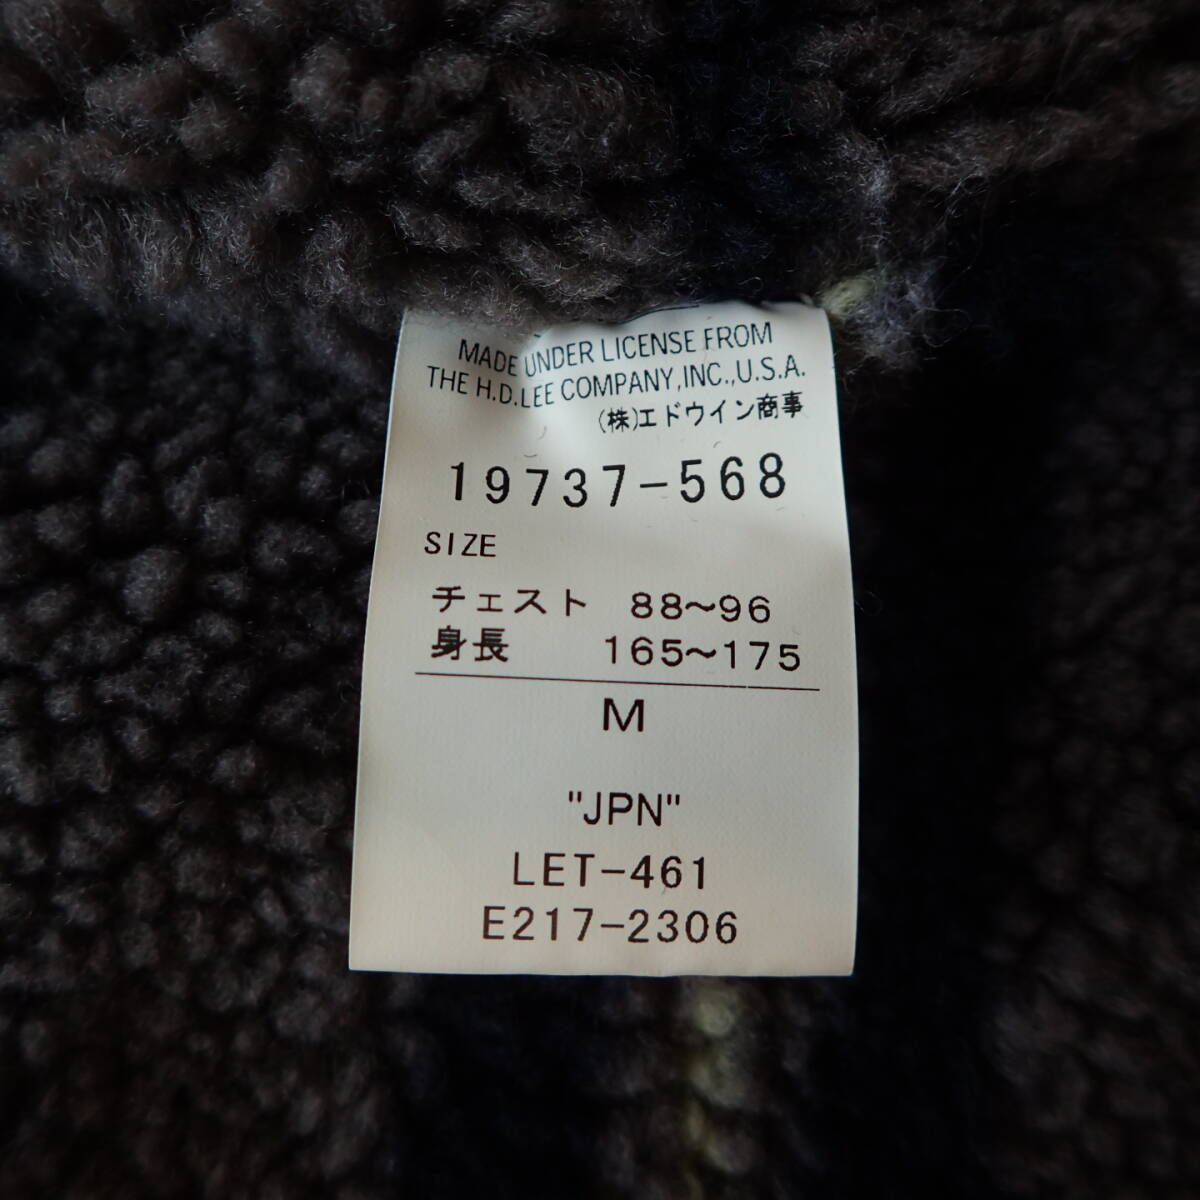 MADE UNDER LICENSE FROM
THE H.D.LEE COMPANY,INC.,U.S.A.
(株)エドウイン商事
19737-568
SIZE
チェスト 88~96
身長 165~175
M
"JPN"
LET-461
E217-2306